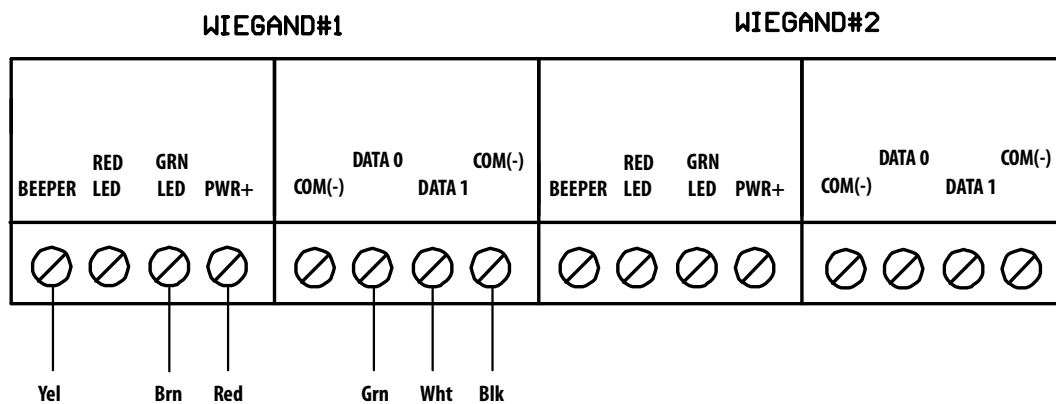 WIEGAND#1 WIEGAND#2
RED GRN DATA 0 COM(-) RED GRN DATA 0 COM(-)
BEEPER LED LED PWR+ COM(-) DATA 1 BEEPER LED LED PWR+ COM(-) DATA 1
Yel Brn Red Grn Wht Blk